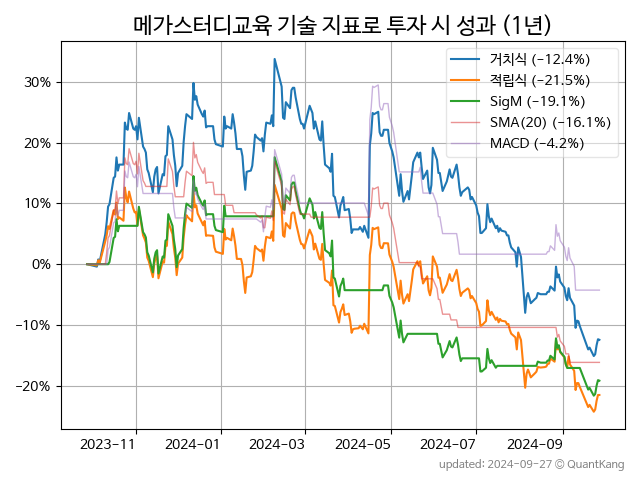 메가스터디교육 기술 지표로 투자 시 성과 (1년)
거치식 (−12.4%)
적립식 (−21.5%)
SigM (−19.1%)
SMA(20) (−16.1%)
MACD (−4.2%)
30%
20%
10%
0%
−10%
−20%
2023-11 2024-01 2024-03 2024-05 2024-07 2024-09
updated: 2024-09-27 © QuantKang